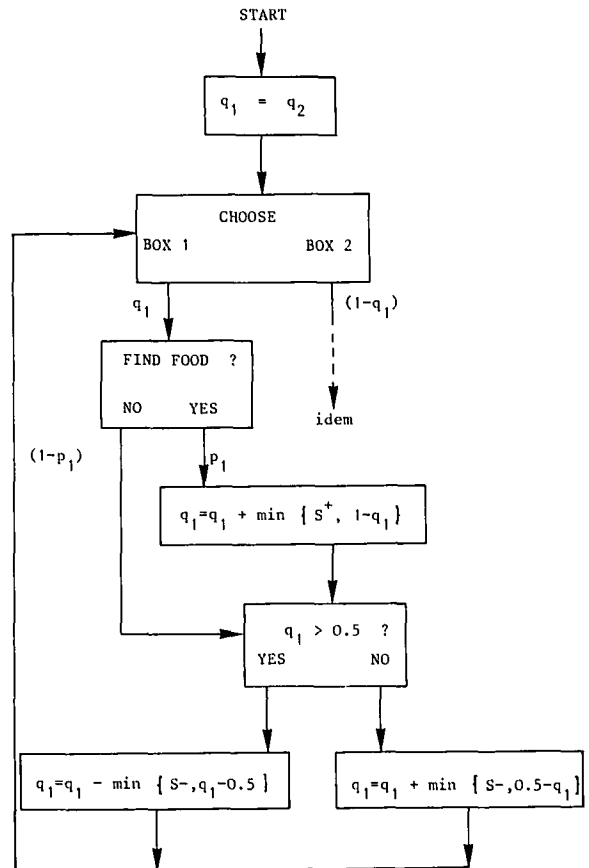 START
q₁ = q₂
CHOOSE
BOX 1 BOX 2
q₁ (1-q₁)
FIND FOOD ?
NO YES
idem
(1-p₁) p₁
q₁=q₁ + min { S⁺, 1-q₁}
q₁ > 0.5 ?
YES NO
q₁=q₁ - min { S-,q₁-0.5 }
q₁=q₁ + min { S-,0.5-q₁}